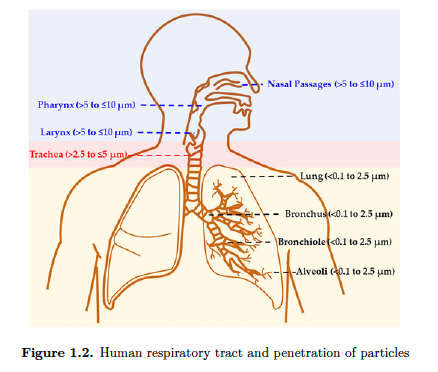 Nasal Passages (>5 to ≤10 μm)
Pharynx (>5 to ≤10 μm)
Larynx (>5 to ≤10 μm)
Trachea (>2.5 to ≤5 μm)
Lung (<0.1 to 2.5 μm)
Bronchus (<0.1 to 2.5 μm)
Bronchiole (<0.1 to 2.5 μm)
Alveoli (<0.1 to 2.5 μm)
Figure 1.2. Human respiratory tract and penetration of particles